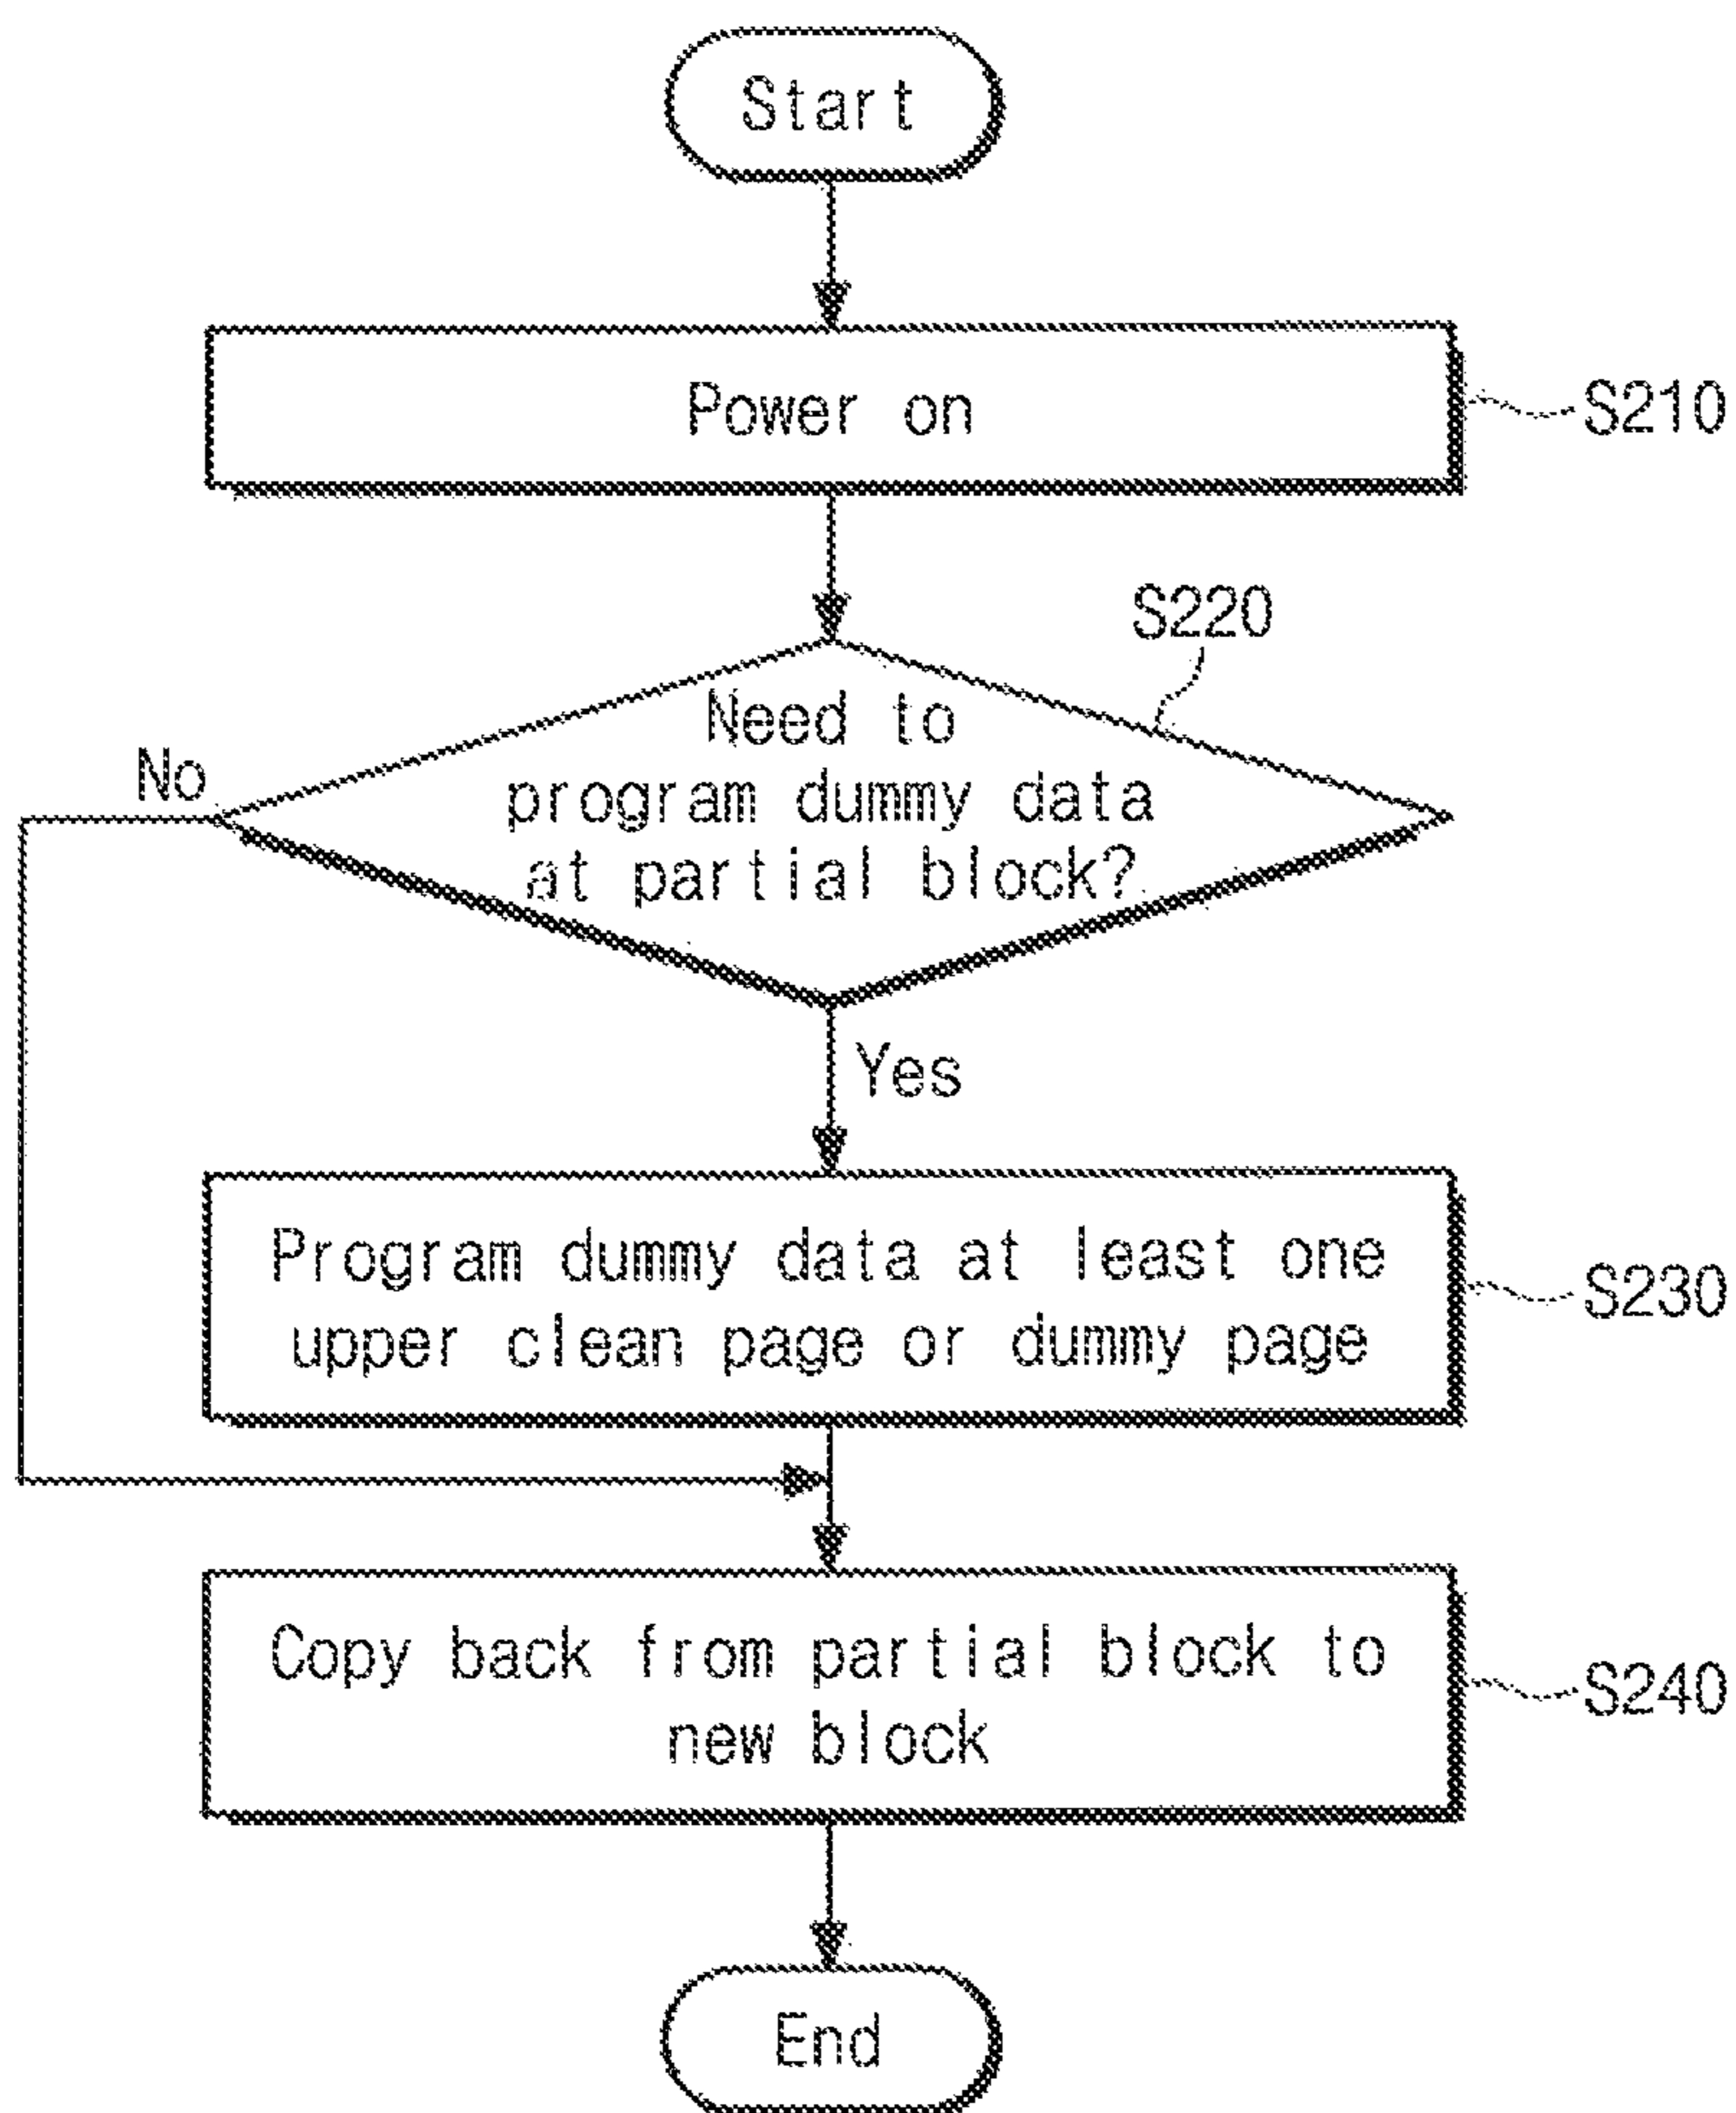 Start
Power on
S210
S220
Need to
program dummy data
at partial block?
No
Yes
Program dummy data at least one
upper clean page or dummy page
S230
Copy back from partial block to
new block
S240
End